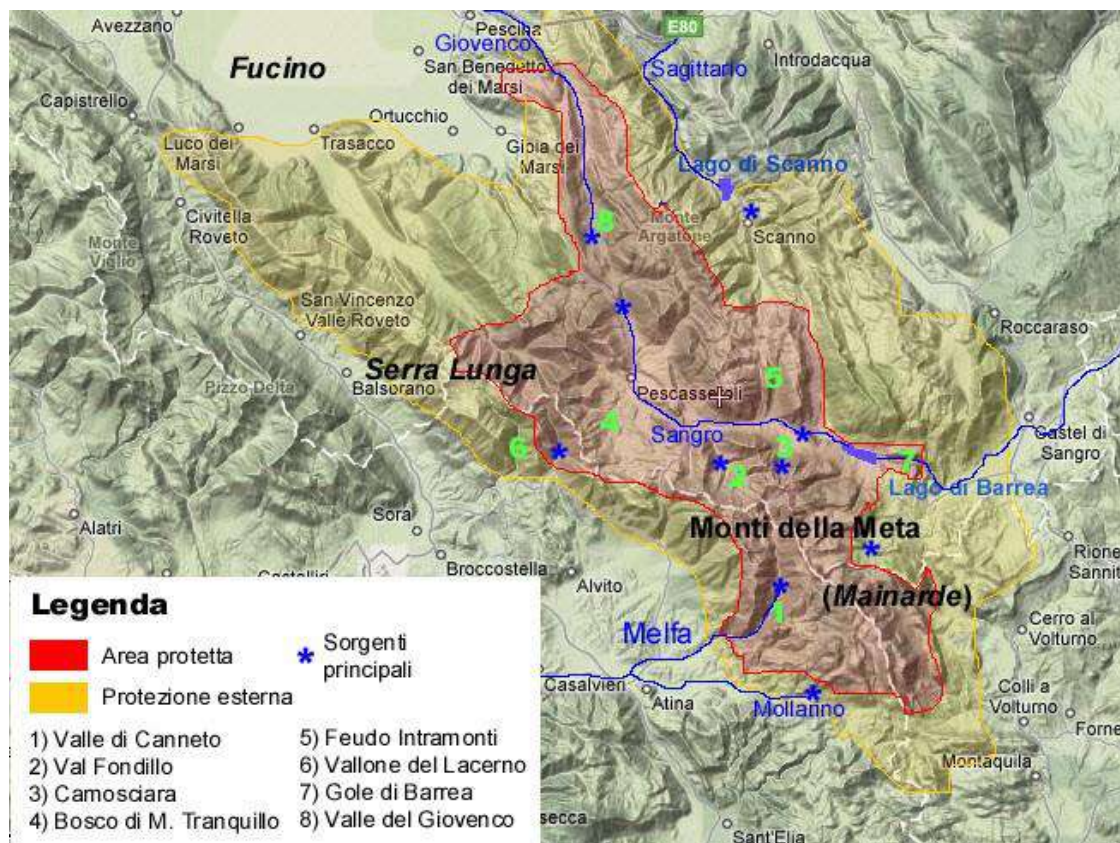 Avezzano
Pescina
E80
Giovenco
Introdacqua
Fucino
San Benedetto
dei Marsi
Sagittario
Capistrello
Ortucchio
Luco dei
Marsi
Trasacco
Gioia dei
Marsi
Lago di Scanno
Civitella
Roveto
Monte
Viglio
8
Monte
Argatone
Scanno
San Vincenzo
Valle Roveto
Roccaraso
Serra Lunga
Pizzo Deta
Balsorano
Pescasseroli
5
4
Sangro
Castel di
Sangro
6
3
2
7
Lago di Barrea
Alatri
Sora
Monti della Meta
Broccostella
Castelliri
Alvito
Rione
Sannit
(Mainarde)
1
Melfa
Cerro al
Volturno
Casalvieri
Atina
Mollarino
Colli a
Volturno
Forne
Montaquila
secca
Sant'Elia
Legenda
Area protetta
* Sorgenti
principali
Protezione esterna
1) Valle di Canneto
2) Val Fondillo
3) Camosciara
4) Bosco di M. Tranquillo
5) Feudo Intramonti
6) Vallone del Lacerno
7) Gole di Barrea
8) Valle del Giovenco